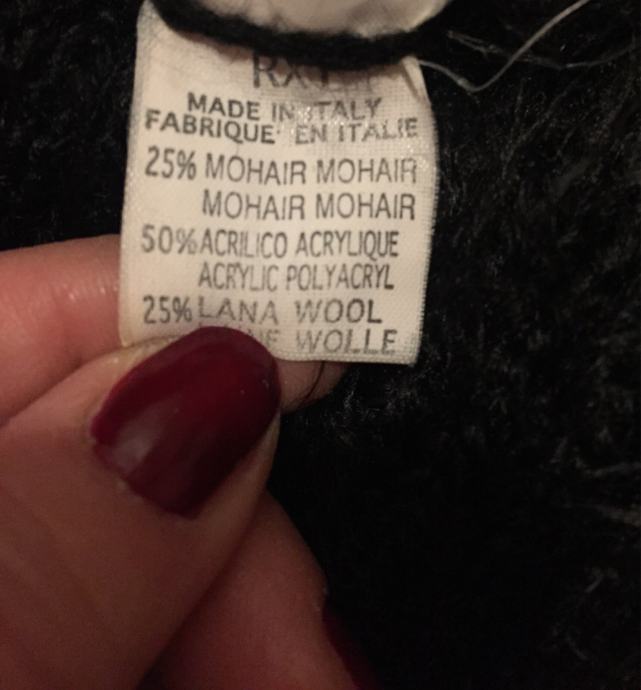 MADE IN ITALY
FABRIQUE' EN ITALIE
25% MOHAIR MOHAIR
MOHAIR MOHAIR
50% ACRILICO ACRYLIQUE
ACRYLIC POLYACRYL
25% LANA WOOL
WOLLE